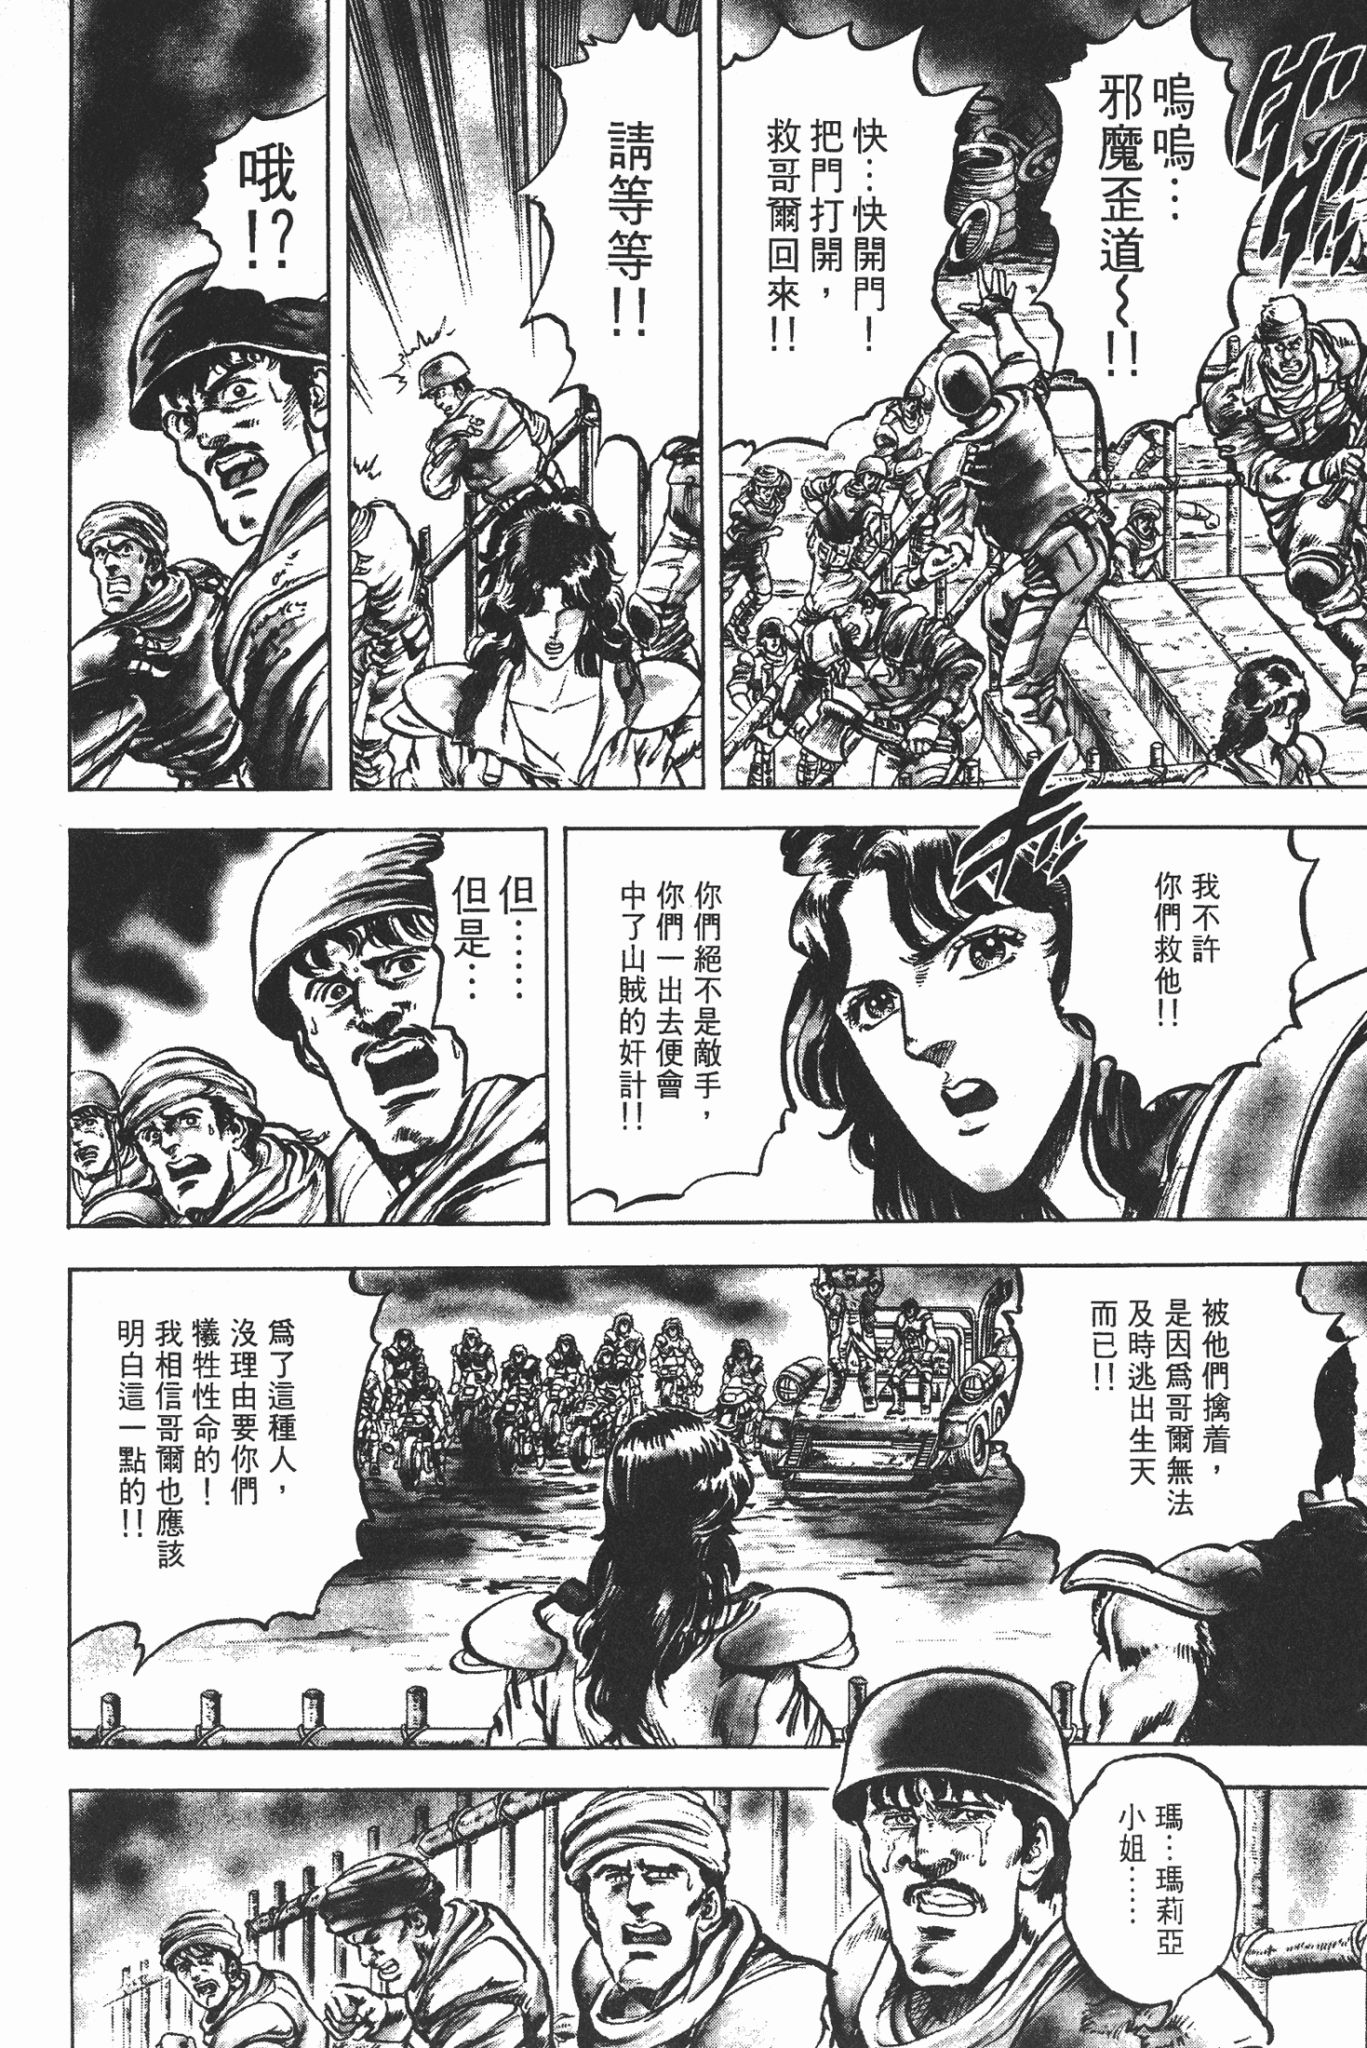 ドドドド
嗚嗚…
邪魔歪道～!!
快…快開門！
把門打開，
救哥爾回來!!
請等等!!
哦!?
我不許
你們救他!!
你們絕不是敵手，
你們一出去便會
中了山賊的奸計!!
但……
但是…
被他們擒着，
是因爲哥爾無法
及時逃出生天
而已!!
爲了這種人，
沒理由要你們
犧牲性命的！
我相信哥爾也應該
明白這一點的!!
瑪…瑪莉亞
小姐……